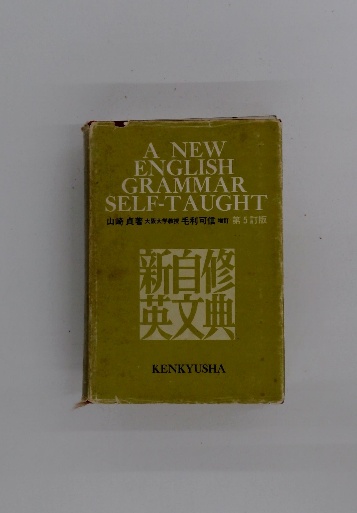 A NEW
ENGLISH
GRAMMAR
SELF-TAUGHT
山崎 貞著 大阪大学教授 毛利可信 増訂 第5訂版
新自修
英文典
KENKYUSHA